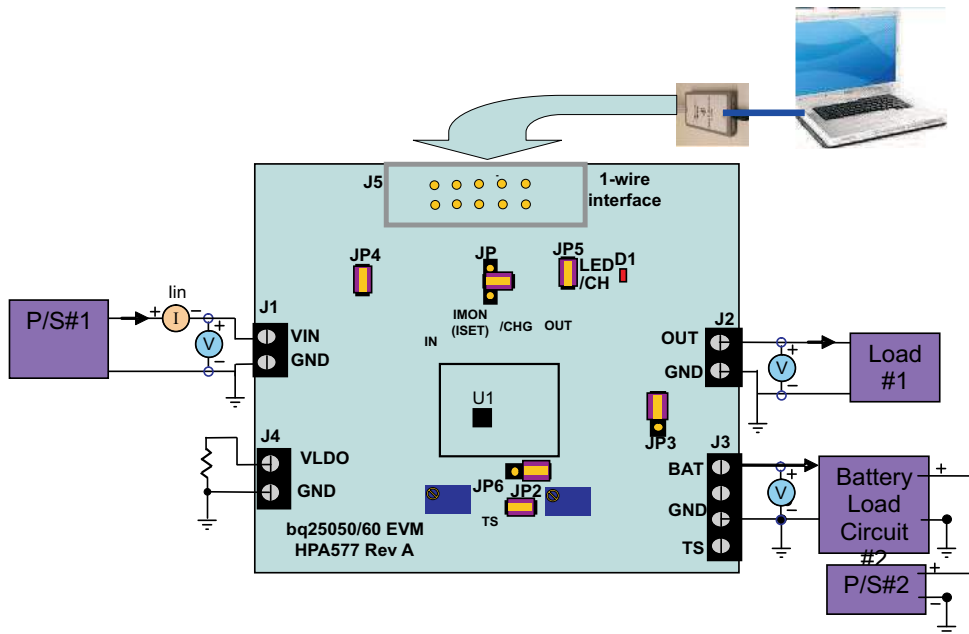 J5
1-wire
interface
JP4
JP
JP5
LED
/CH
D1
IMON
(ISET)
/CHG
OUT
IN
P/S#1
Iin
+
−
I
+
V
−
J1
VIN
GND
J2
OUT
GND
+
V
−
Load
#1
U1
JP3
J4
VLDO
GND
JP6
JP2
TS
J3
BAT
GND
TS
+
V
−
Battery
Load
Circuit
#2
+
P/S#2
+
−
bq25050/60 EVM
HPA577 Rev A